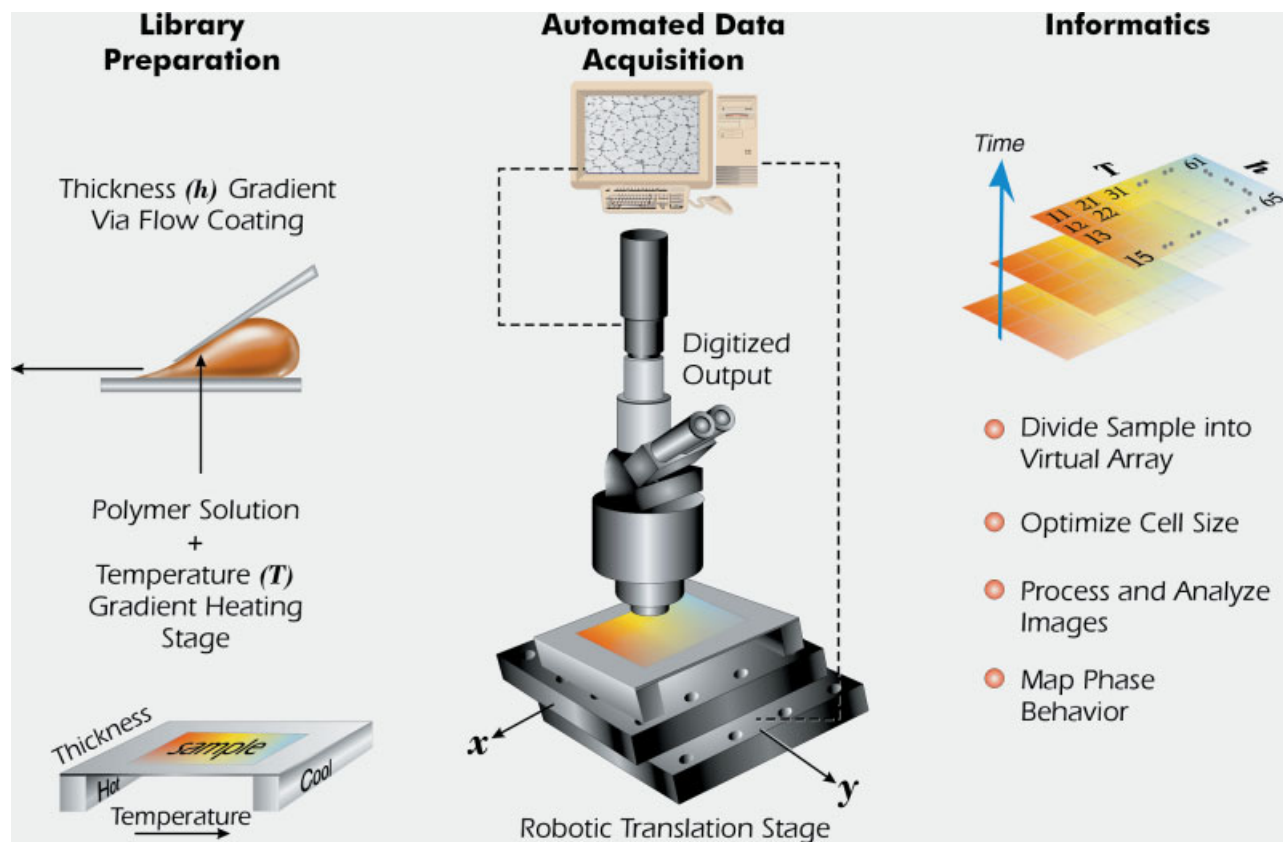 Library
Preparation
Thickness (h) Gradient
Via Flow Coating
Polymer Solution
+
Temperature (T)
Gradient Heating
Stage
Thickness
sample
Hot
Cool
Temperature
Automated Data
Acquisition
Digitized
Output
x
y
Robotic Translation Stage
Informatics
Time
T
h
11 21 31 61
12 22
13
15 65
Divide Sample into
Virtual Array
Optimize Cell Size
Process and Analyze
Images
Map Phase
Behavior